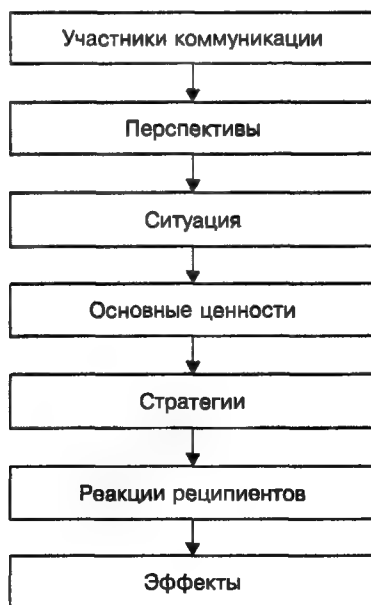 Участники коммуникации
Перспективы
Ситуация
Основные ценности
Стратегии
Реакции реципиентов
Эффекты